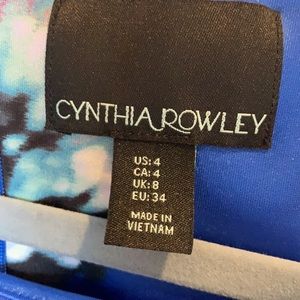 CYNTHIA ROWLEY
US: 4
CA: 4
UK: 8
EU: 34
MADE IN
VIETNAM